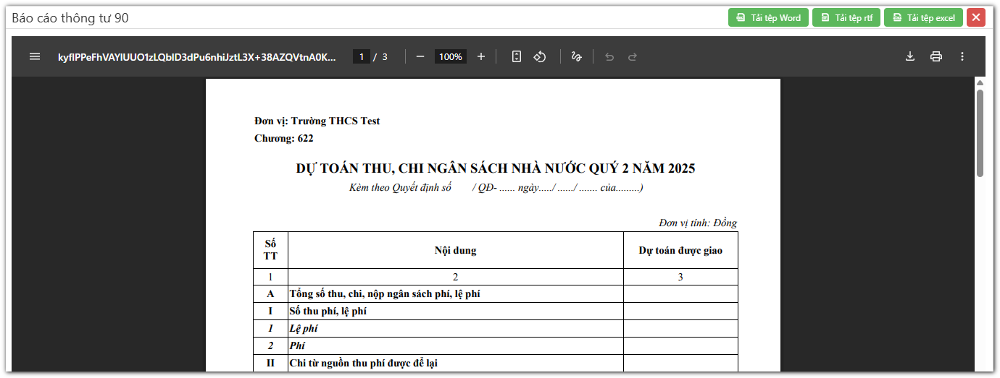 Báo cáo thông tư 90
Tải tệp Word
Tải tệp rtf
Tải tệp excel
1 / 3
100%
Đơn vị: Trường THCS Test
Chương: 622
DỰ TOÁN THU, CHI NGÂN SÁCH NHÀ NƯỚC QUÝ 2 NĂM 2025
Kèm theo Quyết định số / QĐ- ...... ngày...../ ....../ ....... của.........)
Đơn vị tính: Đồng
Số TT Nội dung Dự toán được giao
1 2 3
A Tổng số thu, chi, nộp ngân sách phí, lệ phí
I Số thu phí, lệ phí
1 Lệ phí
2 Phí
II Chi từ nguồn thu phí được để lại